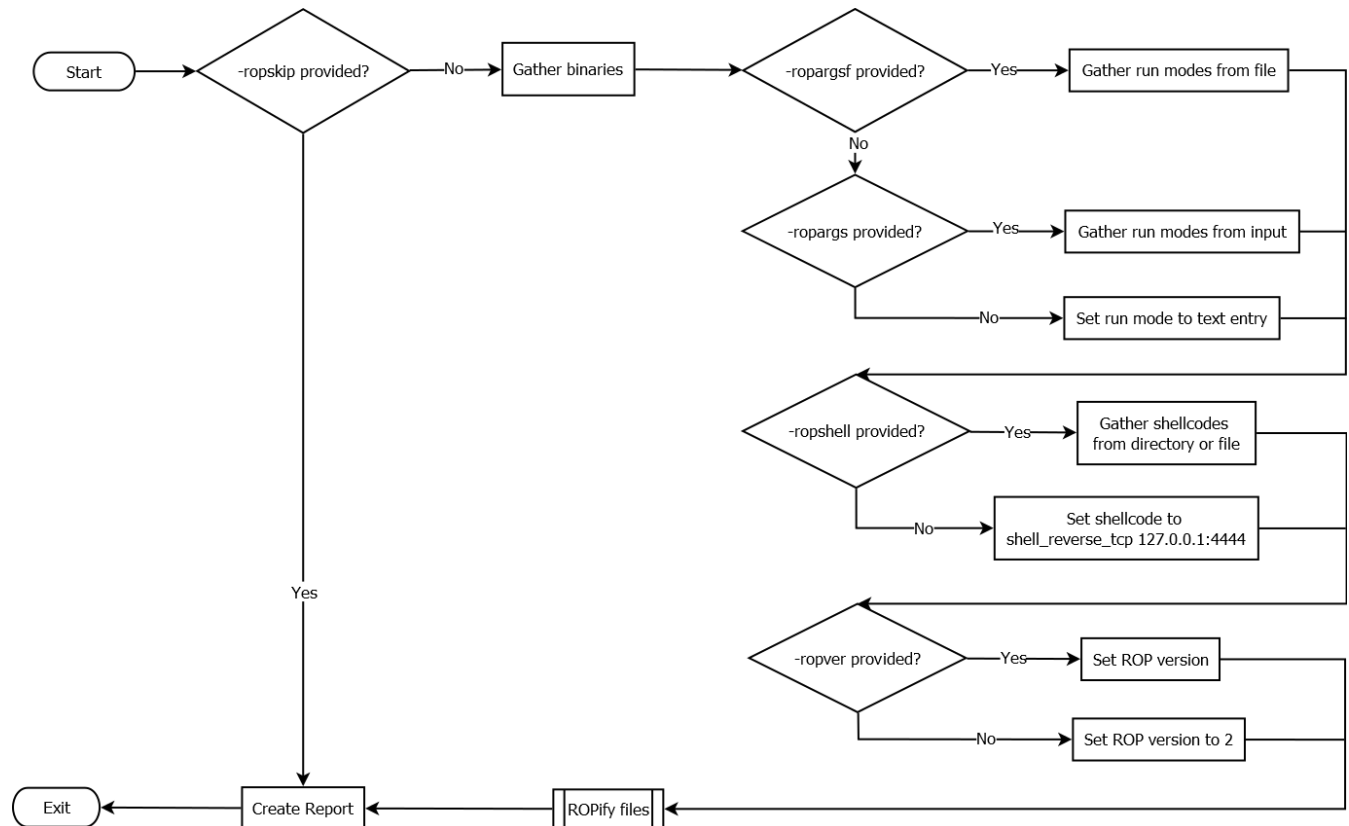 Start
-ropskip provided?
No
Gather binaries
-ropargsf provided?
Yes
Gather run modes from file
No
-ropargs provided?
Yes
Gather run modes from input
No
Set run mode to text entry
-ropshell provided?
Yes
Gather shellcodes
from directory or file
No
Set shellcode to
shell_reverse_tcp 127.0.0.1:4444
Yes
-ropver provided?
Yes
Set ROP version
No
Set ROP version to 2
Exit
Create Report
ROPify files